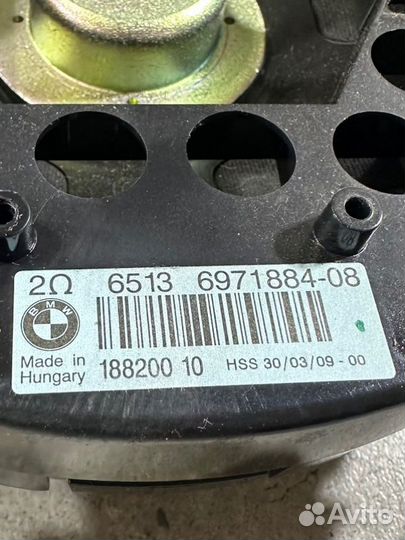 2Ω 6513 6971884-08
BMW
Made in
Hungary
188200 10 HSS 30/03/09-00
Avito